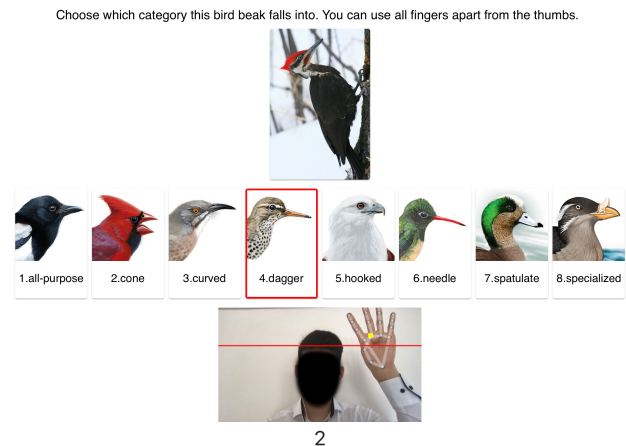 Choose which category this bird beak falls into. You can use all fingers apart from the thumbs.
1.all-purpose
2.cone
3.curved
4.dagger
5.hooked
6.needle
7.spatulate
8.specialized
2